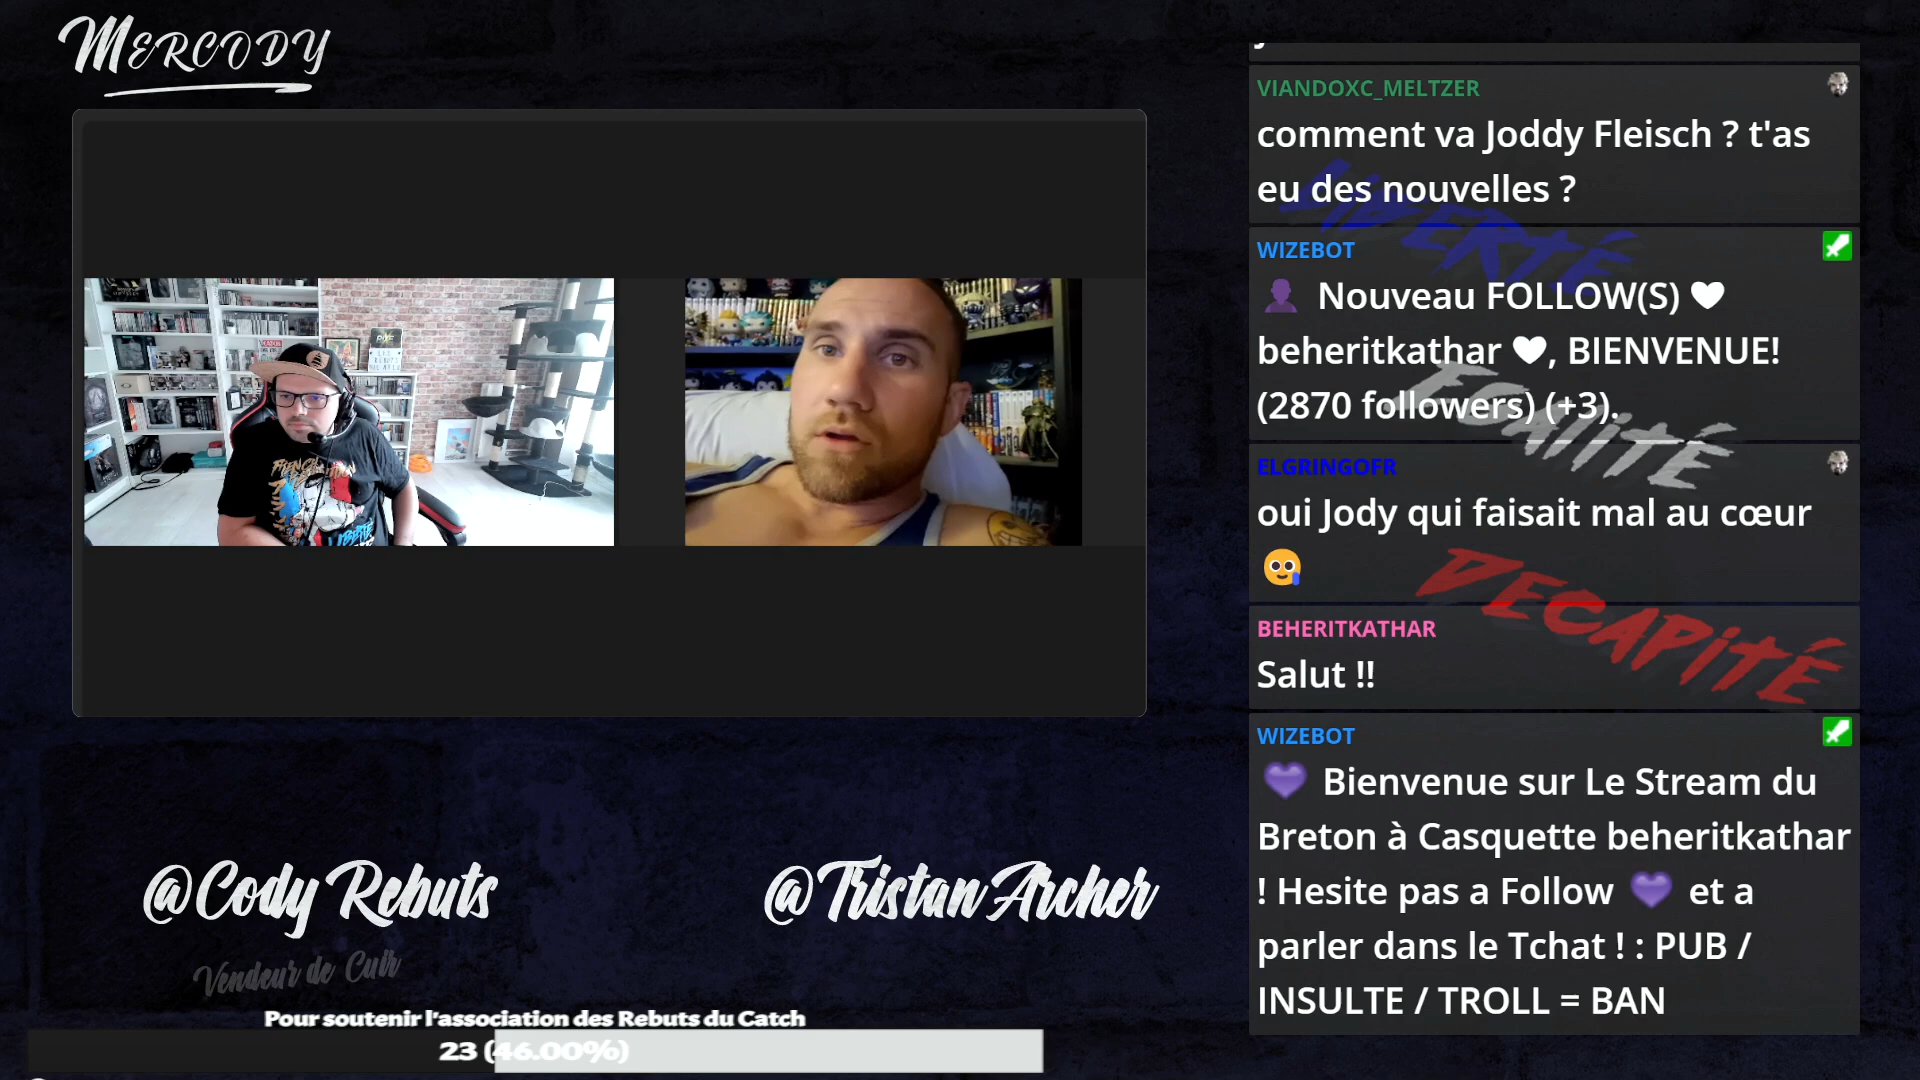 MERCODY
VIANDOXC_MELTZER
comment va Joddy Fleisch ? t'as
eu des nouvelles ?
LIBERTÉ
WIZEBOT
Nouveau FOLLOW(S) ♥
beheritkathar ♥, BIENVENUE!
(2870 followers) (+3).
EGALITÉ
ELGRINGOFR
oui Jody qui faisait mal au cœur
DECAPITÉ
BEHERITKATHAR
Salut !!
WIZEBOT
💜 Bienvenue sur Le Stream du
Breton à Casquette beheritkathar
! Hesite pas a Follow 💜 et a
parler dans le Tchat ! : PUB /
INSULTE / TROLL = BAN
@Cody Rebuts
@Tristan Archer
Vendeur de Cuir
Pour soutenir l'association des Rebuts du Catch
23 (46.00%)